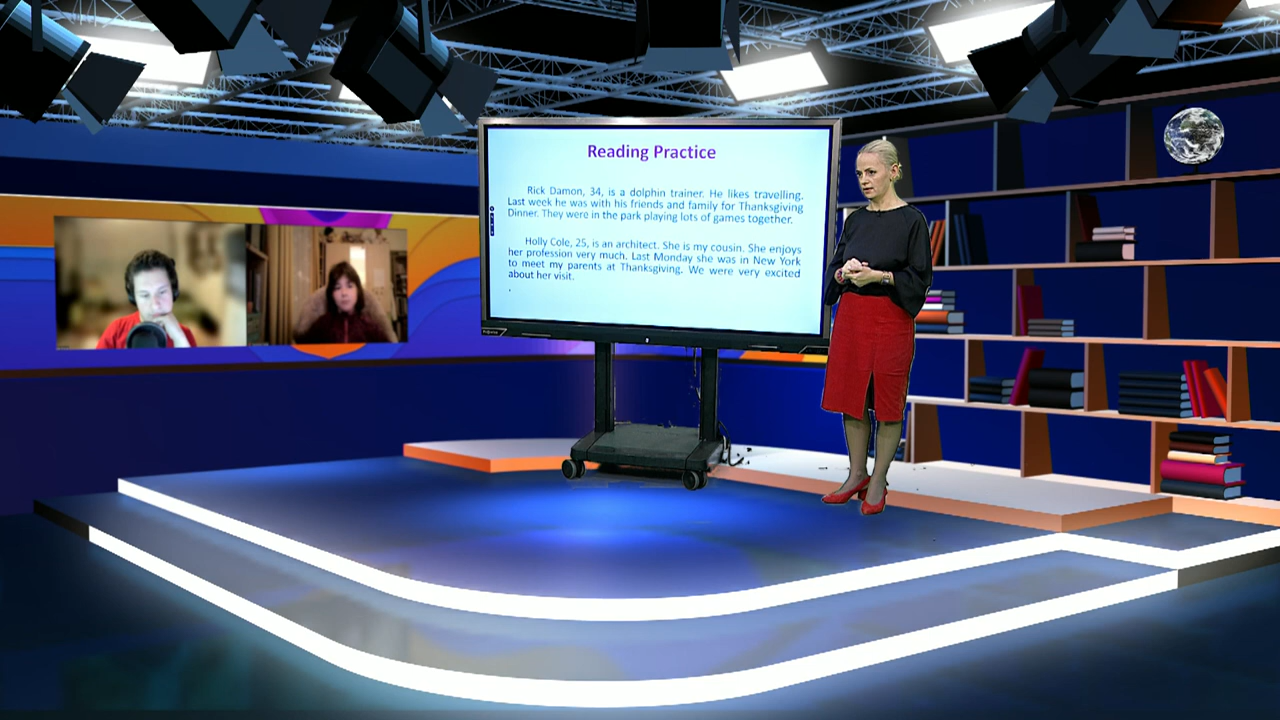 Reading Practice
Rick Damon, 34, is a dolphin trainer. He likes travelling.
Last week he was with his friends and family for Thanksgiving
Dinner. They were in the park playing lots of games together.
Holly Cole, 25, is an architect. She is my cousin. She enjoys
her profession very much. Last Monday she was in New York
to meet my parents at Thanksgiving. We were very excited
about her visit.
.